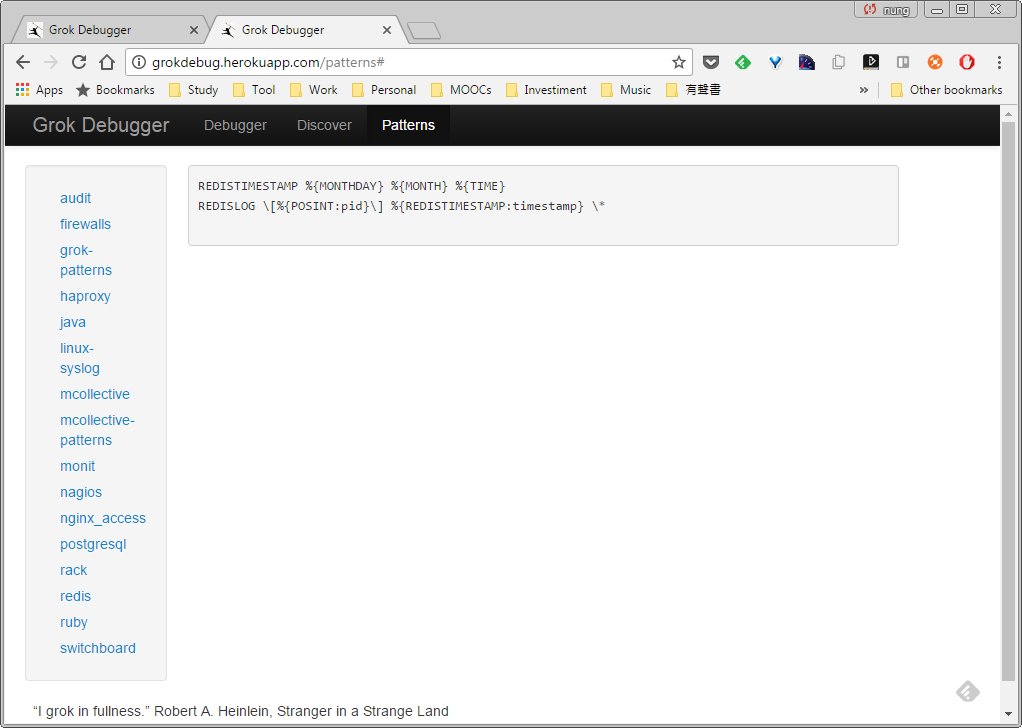 nung
Grok Debugger
Grok Debugger
grokdebug.herokuapp.com/patterns#
Apps Bookmarks Study Tool Work Personal MOOCs Investiment Music 有聲書 » Other bookmarks
Grok Debugger Debugger Discover Patterns
audit
firewalls
grok-
patterns
haproxy
java
linux-
syslog
mcollective
mcollective-
patterns
monit
nagios
nginx_access
postgresql
rack
redis
ruby
switchboard
REDISTIMESTAMP %{MONTHDAY} %{MONTH} %{TIME}
REDISLOG \[%{POSINT:pid}\] %{REDISTIMESTAMP:timestamp} \*
“I grok in fullness.” Robert A. Heinlein, Stranger in a Strange Land